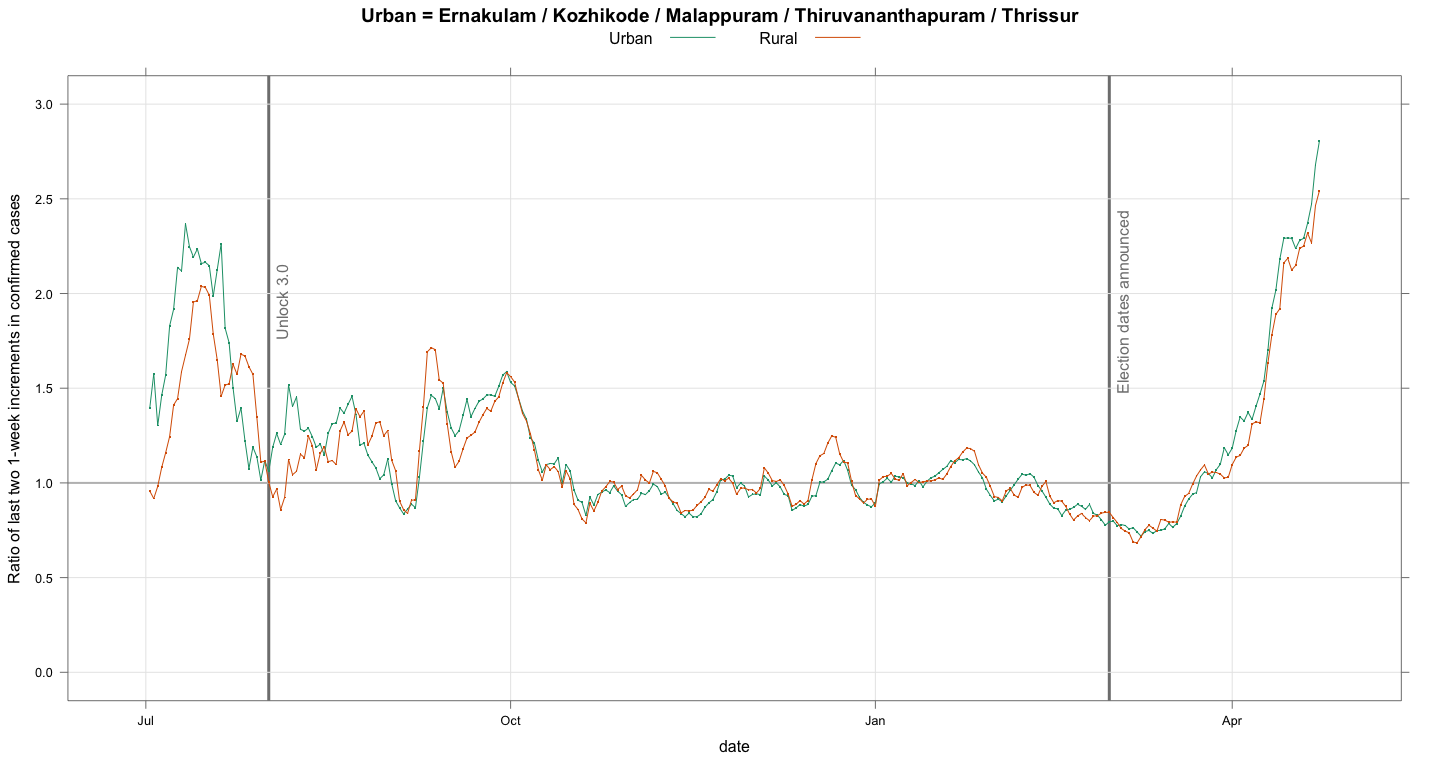 Urban = Ernakulam / Kozhikode / Malappuram / Thiruvananthapuram / Thrissur
Urban Rural
Ratio of last two 1-week increments in confirmed cases
3.0
2.5
2.0
1.5
1.0
0.5
0.0
Unlock 3.0
Election dates announced
Jul Oct Jan Apr
date